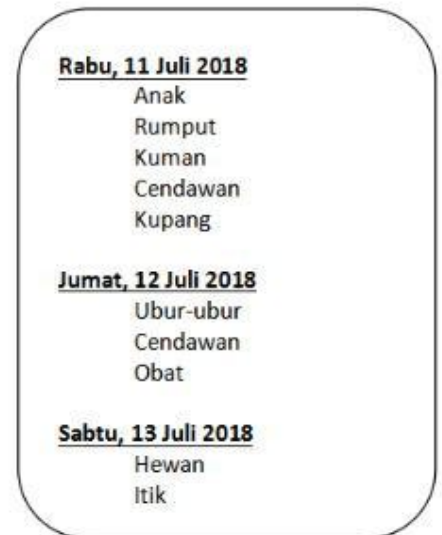 Rabu, 11 Juli 2018
Anak
Rumput
Kuman
Cendawan
Kupang
Jumat, 12 Juli 2018
Ubur-ubur
Cendawan
Obat
Sabtu, 13 Juli 2018
Hewan
Itik